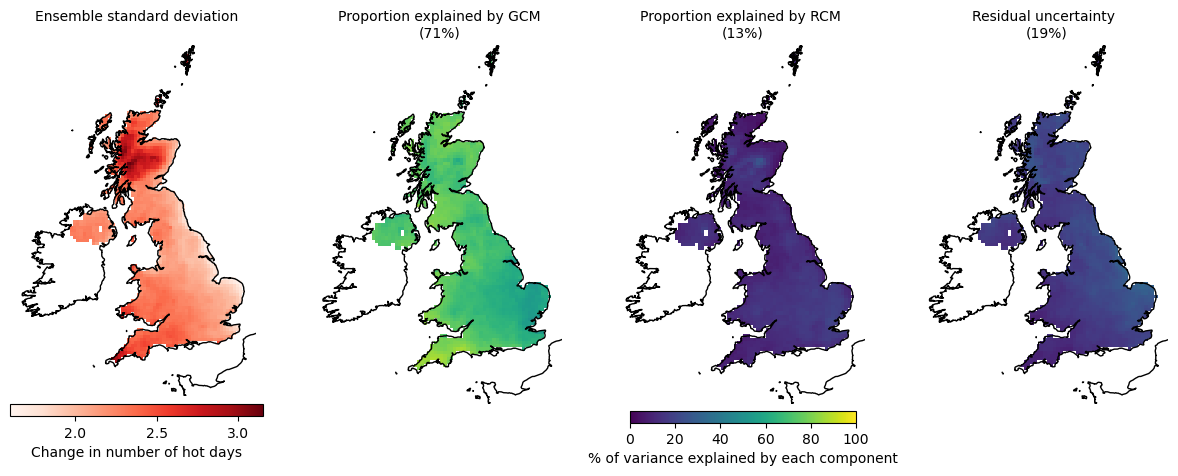 Ensemble standard deviation
Proportion explained by GCM
(71%)
Proportion explained by RCM
(13%)
Residual uncertainty
(19%)
2.0 2.5 3.0
Change in number of hot days
0 20 40 60 80 100
% of variance explained by each component